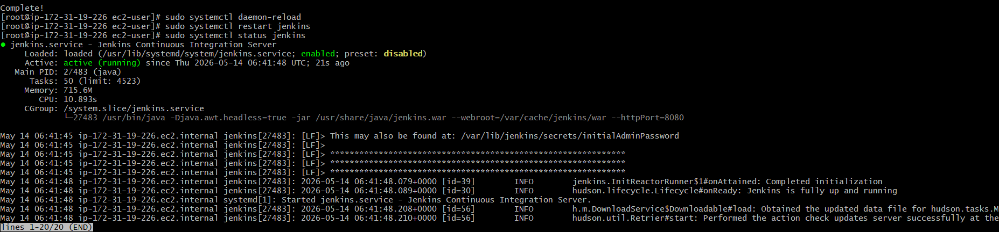 Complete!
[root@ip-172-31-19-226 ec2-user]# sudo systemctl daemon-reload
[root@ip-172-31-19-226 ec2-user]# sudo systemctl restart jenkins
[root@ip-172-31-19-226 ec2-user]# sudo systemctl status jenkins
● jenkins.service - Jenkins Continuous Integration Server
     Loaded: loaded (/usr/lib/systemd/system/jenkins.service; enabled; preset: disabled)
     Active: active (running) since Thu 2026-05-14 06:41:48 UTC; 21s ago
   Main PID: 27483 (java)
      Tasks: 50 (limit: 4523)
     Memory: 715.6M
        CPU: 10.893s
     CGroup: /system.slice/jenkins.service
             └─27483 /usr/bin/java -Djava.awt.headless=true -jar /usr/share/java/jenkins.war --webroot=/var/cache/jenkins/war --httpPort=8080
May 14 06:41:45 ip-172-31-19-226.ec2.internal jenkins[27483]: [LF]> This may also be found at: /var/lib/jenkins/secrets/initialAdminPassword
May 14 06:41:45 ip-172-31-19-226.ec2.internal jenkins[27483]: [LF]>
May 14 06:41:45 ip-172-31-19-226.ec2.internal jenkins[27483]: [LF]> *************************************************************
May 14 06:41:45 ip-172-31-19-226.ec2.internal jenkins[27483]: [LF]> *************************************************************
May 14 06:41:45 ip-172-31-19-226.ec2.internal jenkins[27483]: [LF]> *************************************************************
May 14 06:41:48 ip-172-31-19-226.ec2.internal jenkins[27483]: 2026-05-14 06:41:48.079+0000 [id=39]        INFO        jenkins.InitReactorRunner$1#onAttained: Completed initialization
May 14 06:41:48 ip-172-31-19-226.ec2.internal jenkins[27483]: 2026-05-14 06:41:48.089+0000 [id=30]        INFO        hudson.lifecycle.Lifecycle#onReady: Jenkins is fully up and running
May 14 06:41:48 ip-172-31-19-226.ec2.internal systemd[1]: Started jenkins.service - Jenkins Continuous Integration Server.
May 14 06:41:48 ip-172-31-19-226.ec2.internal jenkins[27483]: 2026-05-14 06:41:48.208+0000 [id=56]        INFO        h.m.DownloadService$Downloadable#load: Obtained the updated data file for hudson.tasks.M
May 14 06:41:48 ip-172-31-19-226.ec2.internal jenkins[27483]: 2026-05-14 06:41:48.210+0000 [id=56]        INFO        hudson.util.Retrier#start: Performed the action check updates server successfully at the
lines 1-20/20 (END)